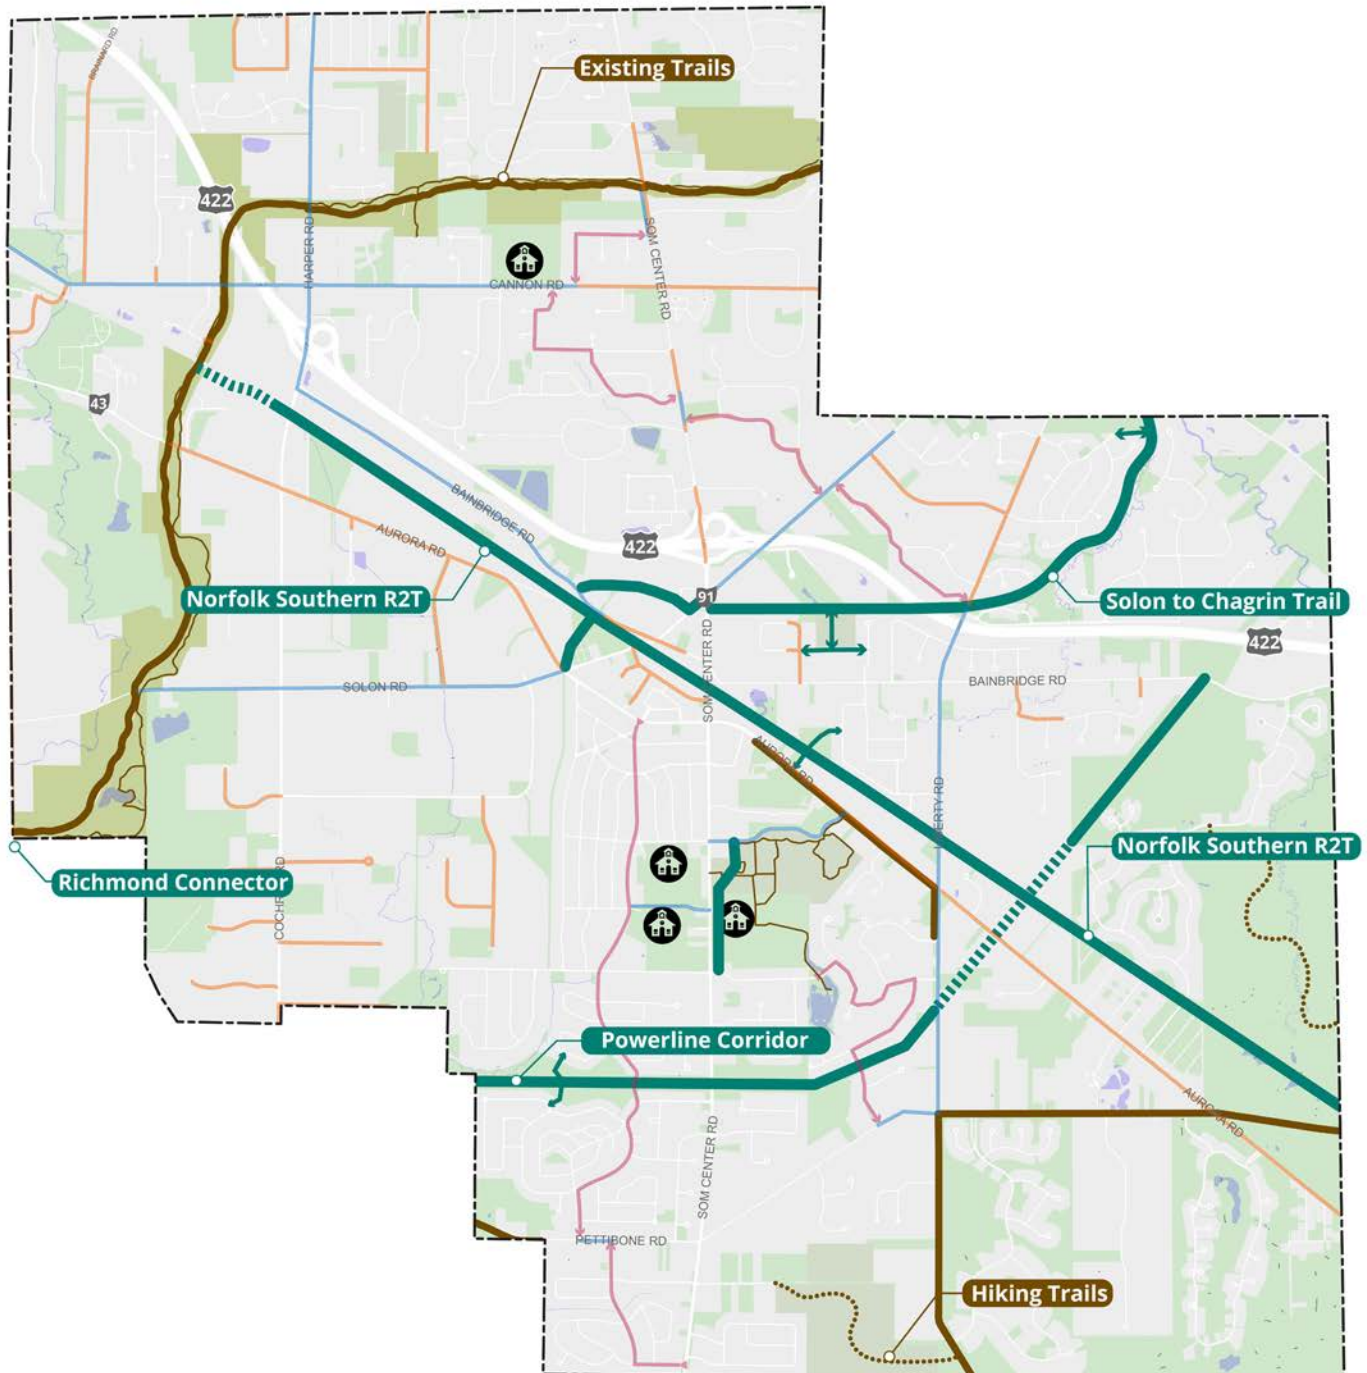 BRAINARD RD
Existing Trails
422
HARPER RD
SOM CENTER RD
CANNON RD
43
BAINBRIDGE RD
AURORA RD
422
Norfolk Southern R2T
91
Solon to Chagrin Trail
422
SOM CENTER RD
SOLON RD
BAINBRIDGE RD
AURORA RD
LIBERTY RD
Norfolk Southern R2T
Richmond Connector
Powerline Corridor
AURORA RD
SOM CENTER RD
PETTIBONE RD
Hiking Trails